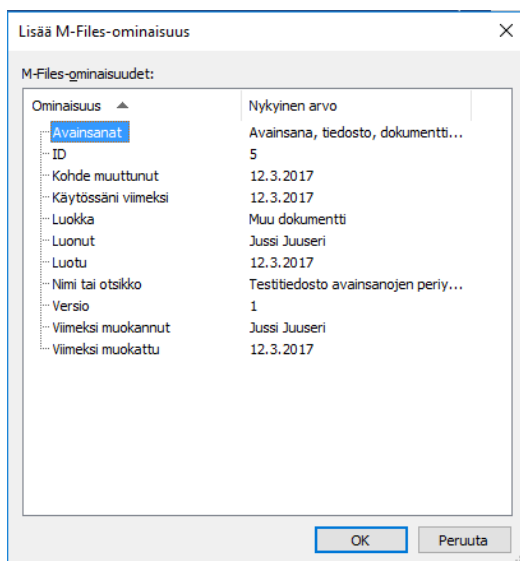 Lisää M-Files-ominaisuus
M-Files-ominaisuudet:
Ominaisuus Nykyinen arvo
Avainsanat Avainsana, tiedosto, dokumentti...
ID 5
Kohde muuttunut 12.3.2017
Käytössäni viimeksi 12.3.2017
Luokka Muu dokumentti
Luonut Jussi Juuseri
Luotu 12.3.2017
Nimi tai otsikko Testitiedosto avainsanojen periy...
Versio 1
Viimeksi muokannut Jussi Juuseri
Viimeksi muokattu 12.3.2017
OK Peruuta